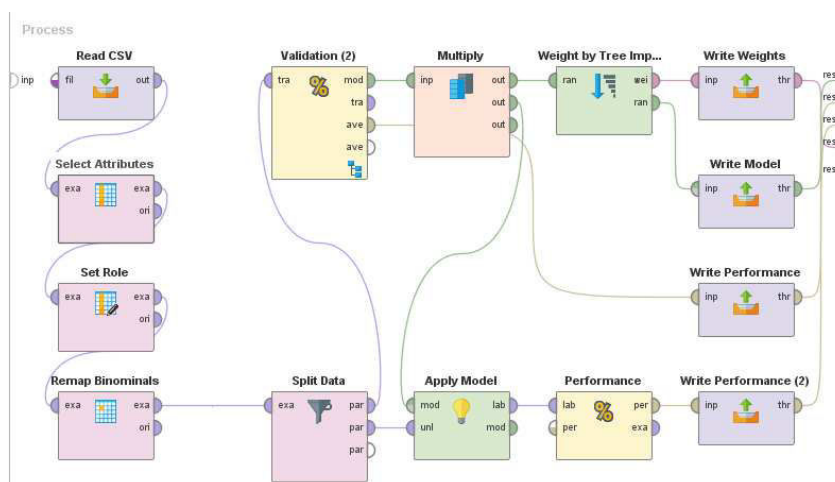 Process
Read CSV
inp
fil out
Validation (2)
tra mod
tra
ave
ave
Multiply
inp out
out
out
Weight by Tree Imp...
ran wei
ran
Write Weights
inp thr
res
res
res
res
res
Select Attributes
exa exa
ori
Write Model
inp thr
Set Role
exa exa
ori
Write Performance
inp thr
Remap Binominals
exa exa
ori
Split Data
exa par
par
par
Apply Model
mod lab
unl mod
Performance
lab per
per exa
Write Performance (2)
inp thr